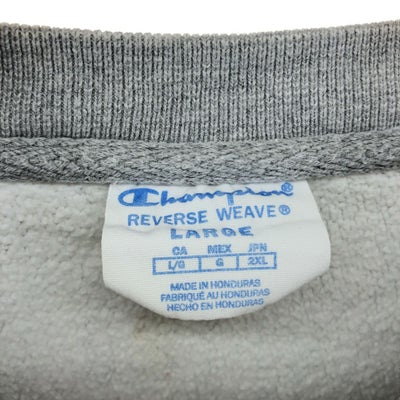 Champion
REVERSE WEAVE®
LARGE
CA MEX JPN
L/G G 2XL
MADE IN HONDURAS
FABRIQUÉ AU HONDURAS
HECHO EN HONDURAS